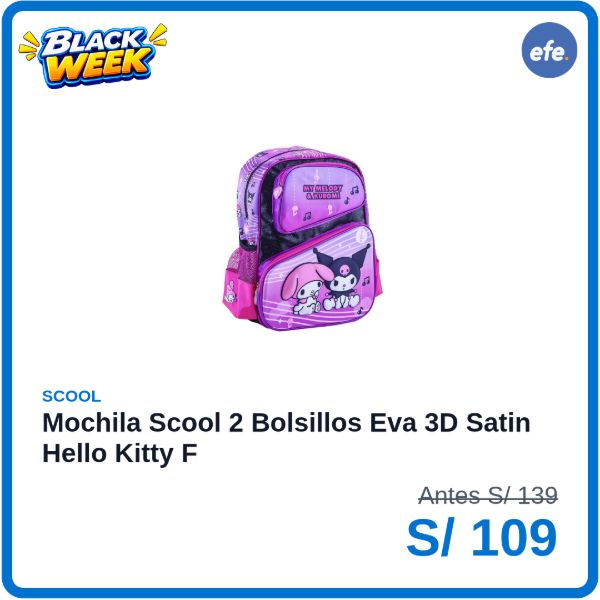 BLACK
WEEK
efe.
MY MELODY
& KUROMI
SCOOL
Mochila Scool 2 Bolsillos Eva 3D Satin
Hello Kitty F
Antes S/ 139
S/ 109